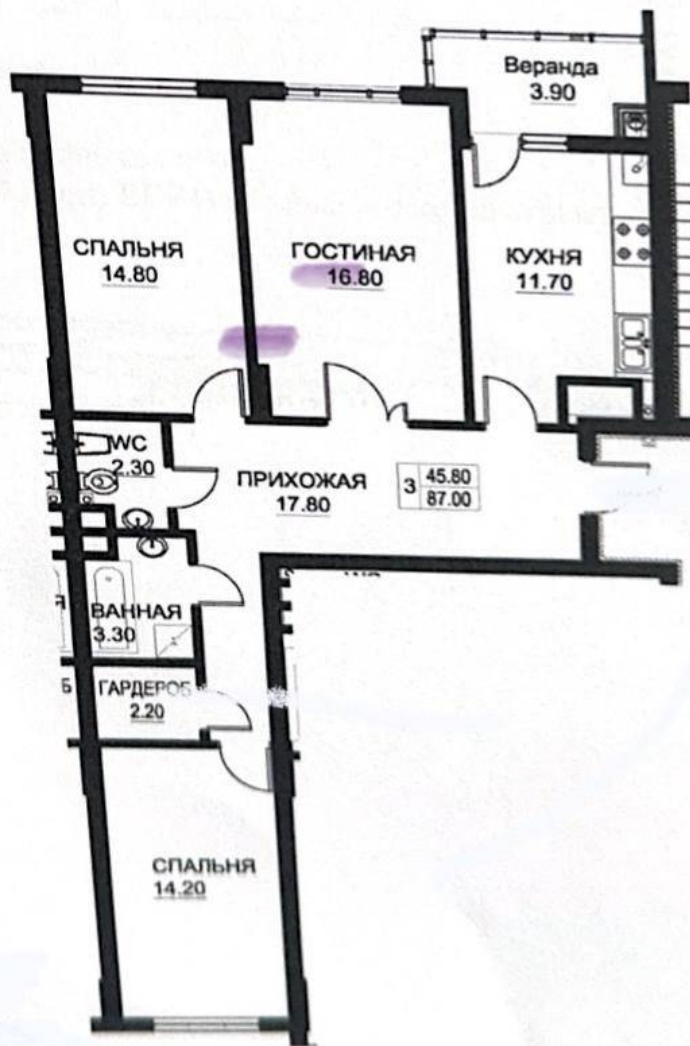 Веранда
3.90
СПАЛЬНЯ
14.80
ГОСТИНАЯ
16.80
КУХНЯ
11.70
WC
2.30
ПРИХОЖАЯ
17.80
3
45.80
87.00
ВАННАЯ
3.30
Б
ГАРДЕРОБ
2.20
СПАЛЬНЯ
14.20